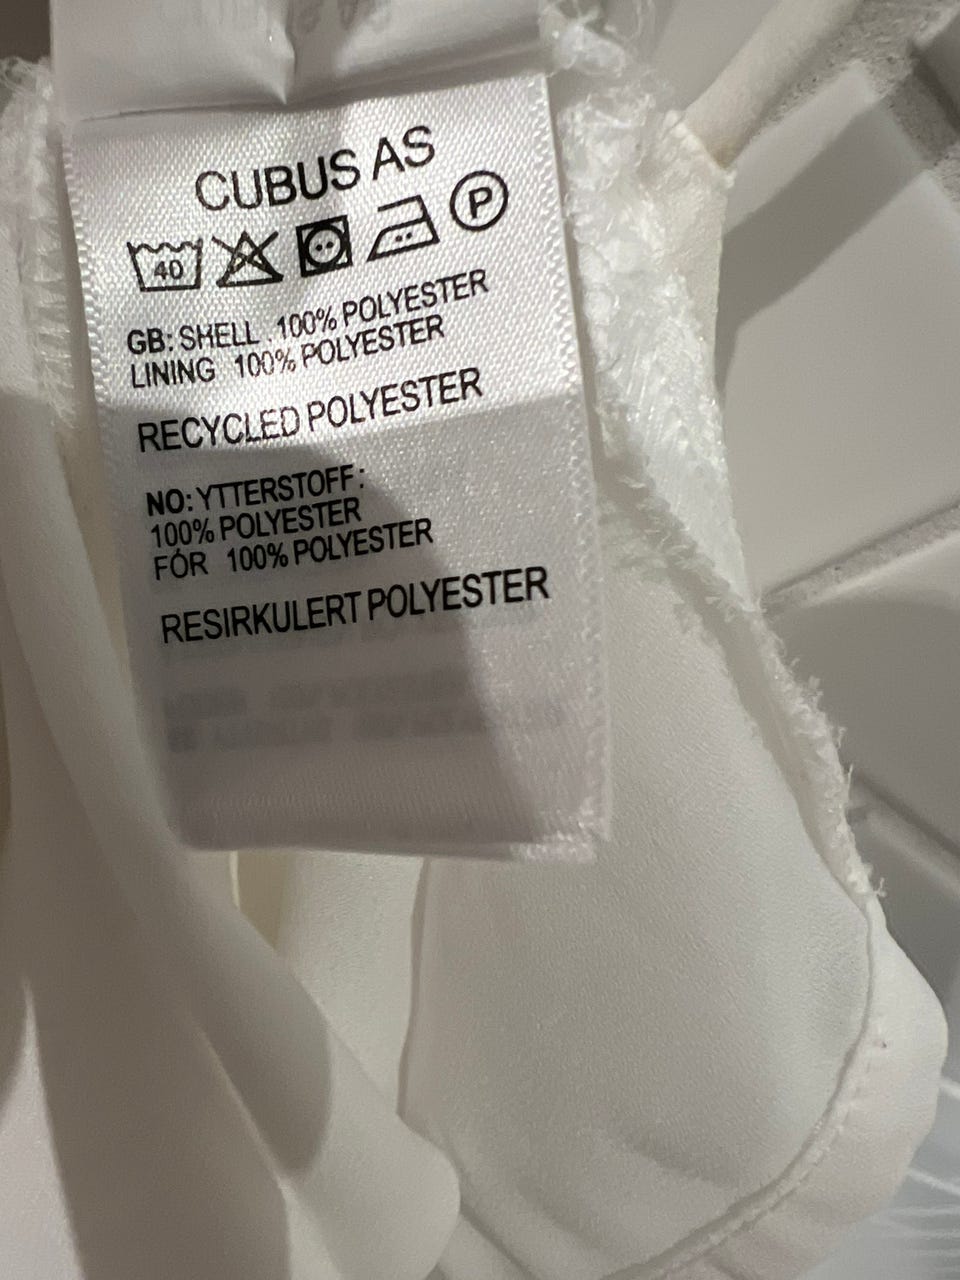 CUBUS AS
40 P
GB: SHELL : 100% POLYESTER
LINING 100% POLYESTER
RECYCLED POLYESTER
NO: YTTERSTOFF:
100% POLYESTER
FÓR 100% POLYESTER
RESIRKULERT POLYESTER